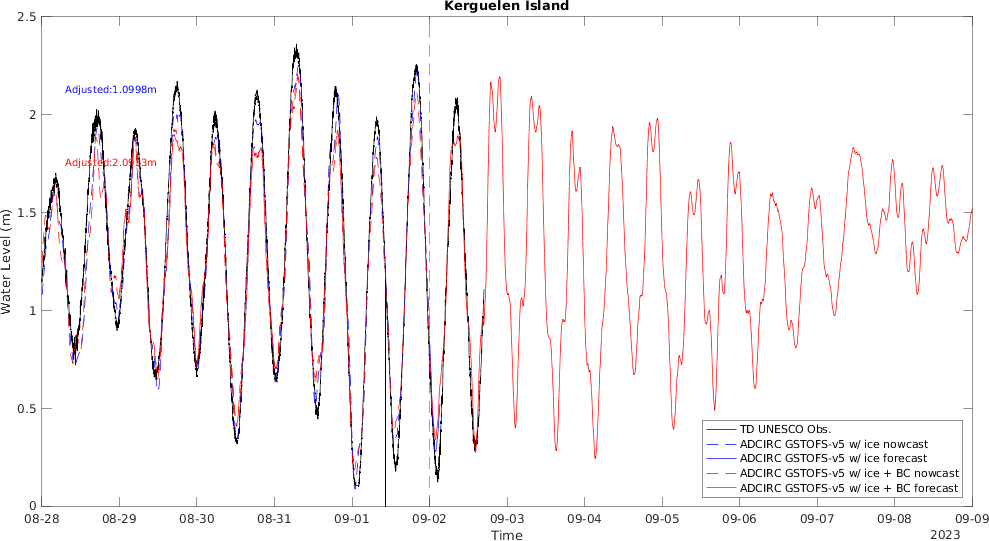 Kerguelen Island
2.5
2
1.5
1
0.5
0
Water Level (m)
Adjusted:1.0998m
Adjusted:2.0953m
TD UNESCO Obs.
ADCIRC GSTOFS-v5 w/ ice nowcast
ADCIRC GSTOFS-v5 w/ ice forecast
ADCIRC GSTOFS-v5 w/ ice + BC nowcast
ADCIRC GSTOFS-v5 w/ ice + BC forecast
08-28 08-29 08-30 08-31 09-01 09-02 09-03 09-04 09-05 09-06 09-07 09-08 09-09
Time
2023